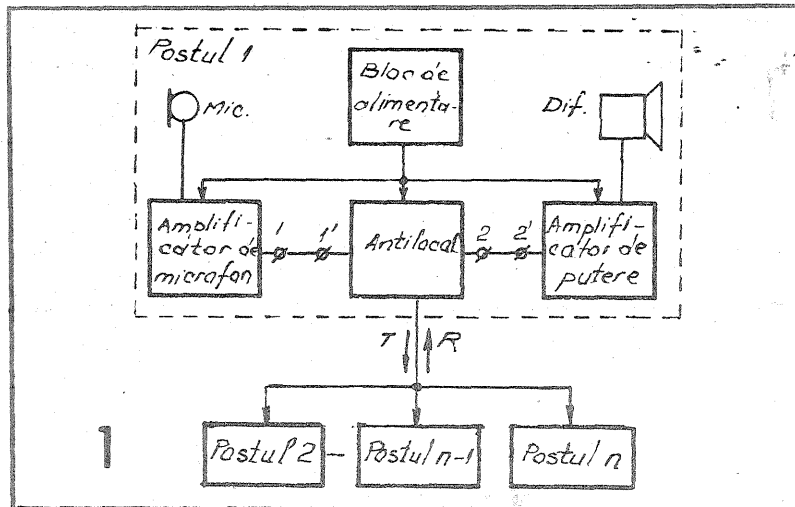 Postul 1
Bloc de
alimenta-
re
Mic.
Dif.
Amplifi-
cator de
microfon
1
1'
Antilocal
2
2'
Amplifi-
cator de
putere
T
R
1
Postul 2
Postul n-1
Postul n